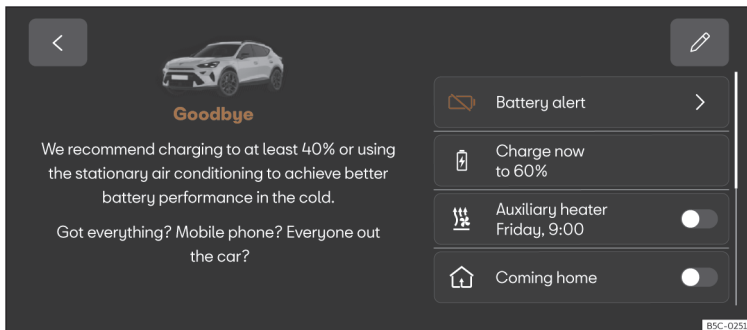 Goodbye
We recommend charging to at least 40% or using
the stationary air conditioning to achieve better
battery performance in the cold.
Got everything? Mobile phone? Everyone out
the car?
Battery alert
Charge now
to 60%
Auxiliary heater
Friday, 9:00
Coming home
B5C-0251